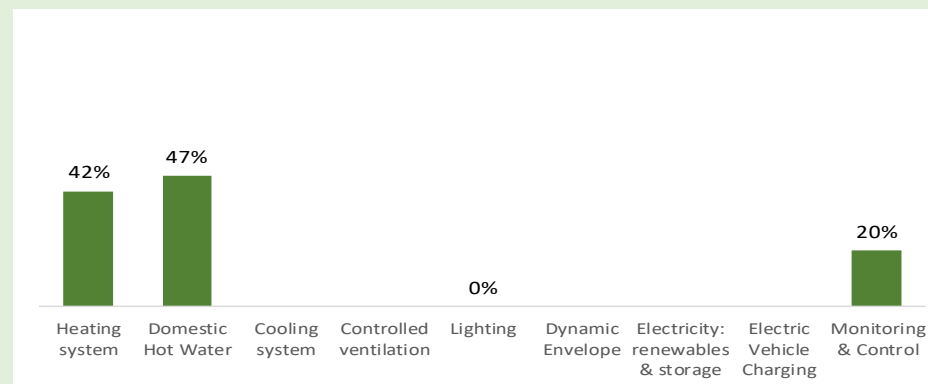 47%
42%
20%
0%
Heating
system
Domestic
Hot Water
Cooling
system
Controlled
ventilation
Lighting
Dynamic
Envelope
Electricity:
renewables
& storage
Electric
Vehicle
Charging
Monitoring
& Control